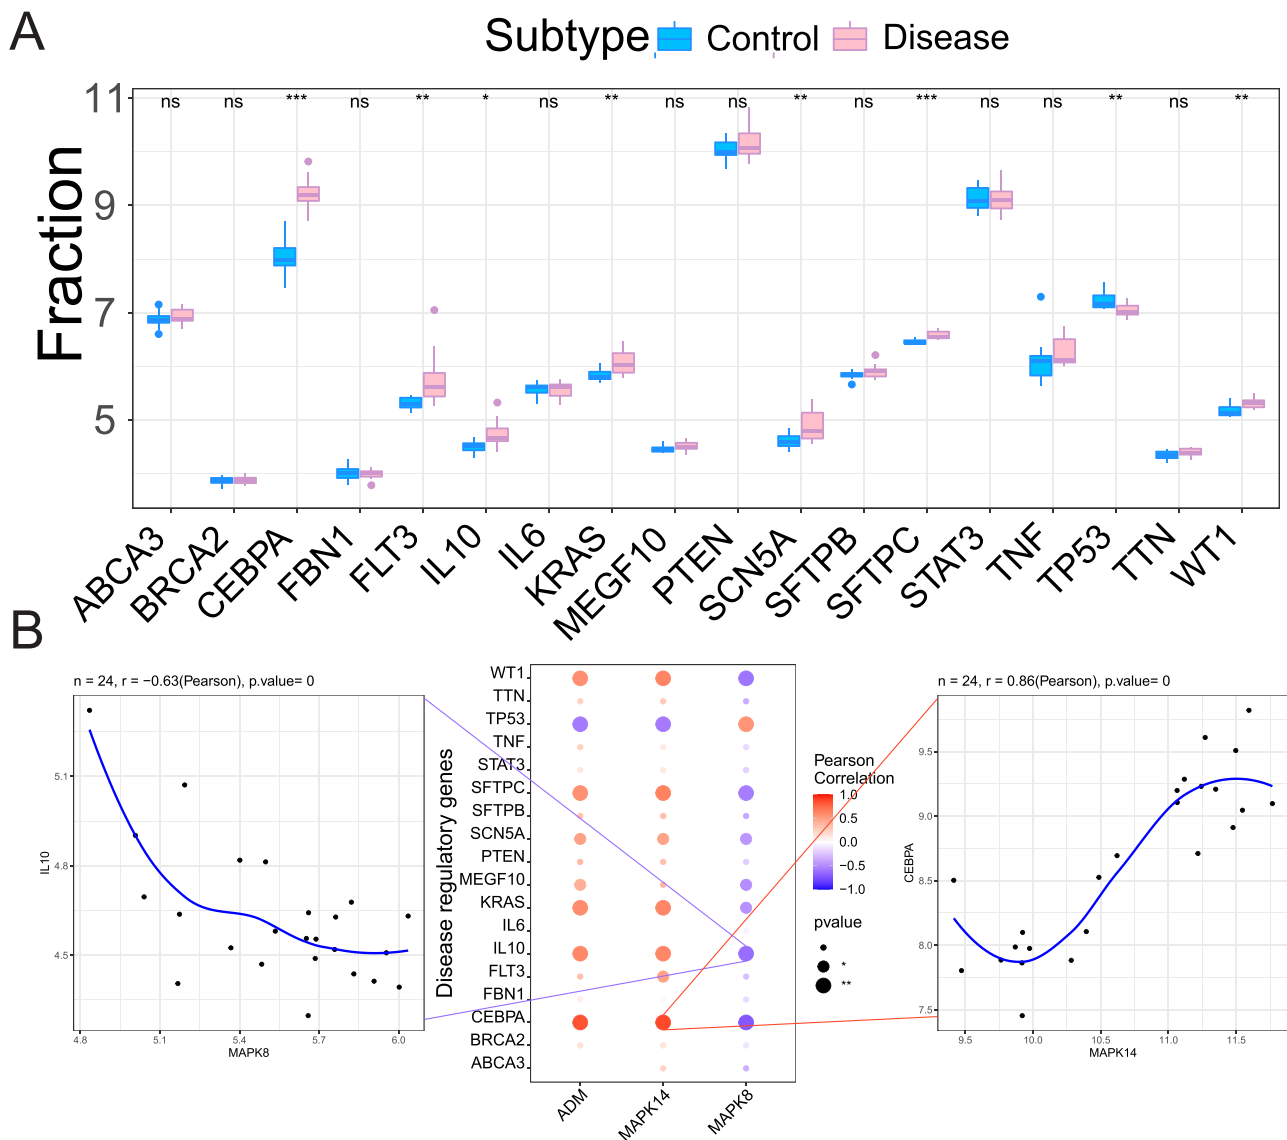 A
Subtype Control Disease
Fraction
11
9
7
5
ns ns *** ns ** * ns ** ns ns ** ns *** ns ns ** ns **
ABCA3 BRCA2 CEBPA FBN1 FLT3 IL10 IL6 KRAS MEGF10 PTEN SCN5A SFTPB SFTPC STAT3 TNF TP53 TTN WT1
B
n = 24, r = −0.63(Pearson), p.value= 0
IL10
5.1
4.8
4.5
4.8 5.1 5.4 5.7 6.0
MAPK8
Disease regulatory genes
WT1
TTN
TP53
TNF
STAT3
SFTPC
SFTPB
SCN5A
PTEN
MEGF10
KRAS
IL6
IL10
FLT3
FBN1
CEBPA
BRCA2
ABCA3
ADM MAPK14 MAPK8
Pearson
Correlation
1.0
0.5
0.0
−0.5
−1.0
pvalue
*
**
n = 24, r = 0.86(Pearson), p.value= 0
CEBPA
9.5
9.0
8.5
8.0
7.5
9.5 10.0 10.5 11.0 11.5
MAPK14